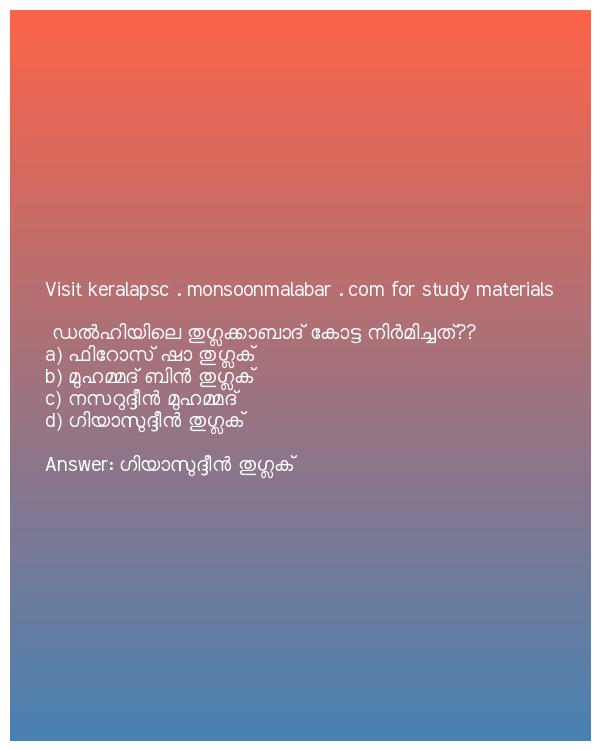 Visit keralapsc . monsoonmalabar . com for study materials
ഡൽഹിയിലെ തുഗ്ലക്കാബാദ് കോട്ട നിർമിച്ചത്??
a) ഫിറോസ് ഷാ തുഗ്ലക്
b) മുഹമ്മദ് ബിൻ തുഗ്ലക്
c) നസറുദ്ദീൻ മുഹമ്മദ്
d) ഗിയാസുദ്ദീൻ തുഗ്ലക്
Answer: ഗിയാസുദ്ദീൻ തുഗ്ലക്